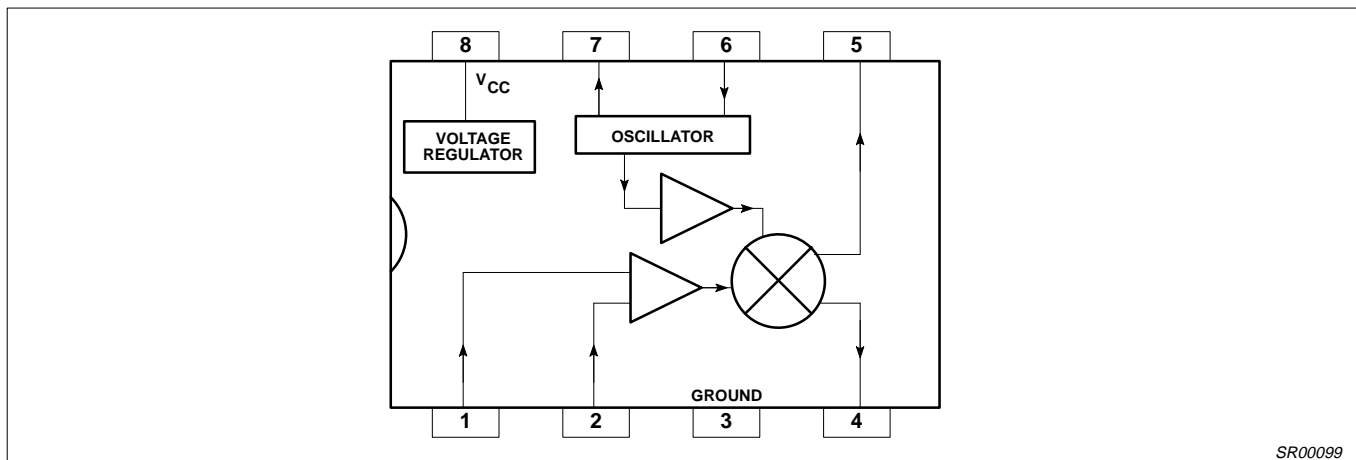 8 7 6 5
VCC
VOLTAGE
REGULATOR
OSCILLATOR
GROUND
1 2 3 4
SR00099